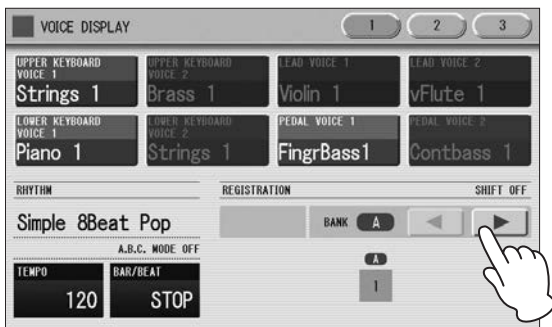 VOICE DISPLAY 1 2 3
UPPER KEYBOARD VOICE 1
Strings 1
UPPER KEYBOARD VOICE 2
Brass 1
LEAD VOICE 1
Violin 1
LEAD VOICE 2
vFlute 1
LOWER KEYBOARD VOICE 1
Piano 1
LOWER KEYBOARD VOICE 2
Strings 1
PEDAL VOICE 1
FingrBass1
PEDAL VOICE 2
Contbass 1
RHYTHM
Simple 8Beat Pop
A.B.C. MODE OFF
TEMPO
120
BAR/BEAT
STOP
REGISTRATION SHIFT OFF
BANK A
A
1